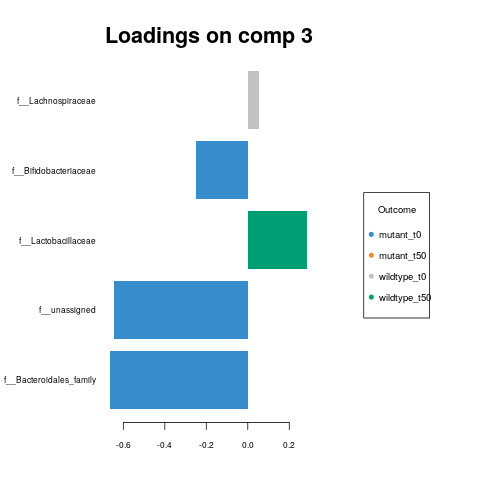 Loadings on comp 3
f__Lachnospiraceae
f__Bifidobacteriaceae
f__Lactobacillaceae
f__unassigned
f__Bacteroidales_family
-0.6 -0.4 -0.2 0.0 0.2
Outcome
mutant_t0
mutant_t50
wildtype_t0
wildtype_t50